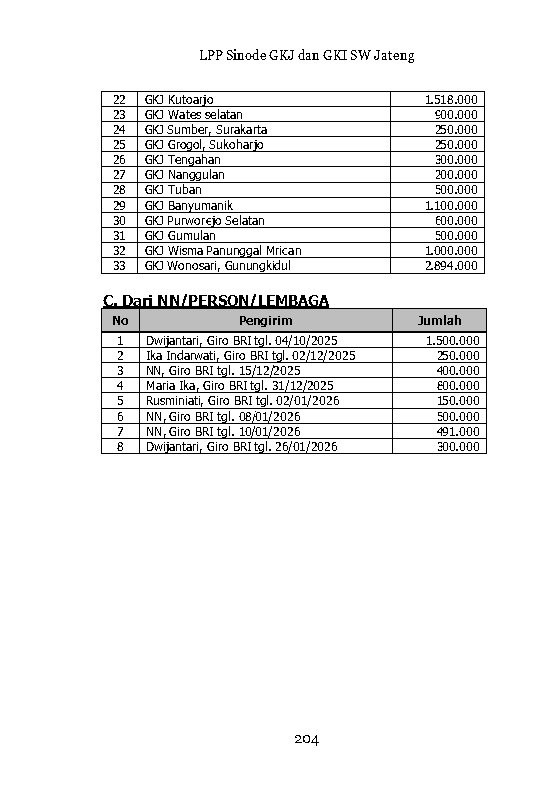 LPP Sinode GKJ dan GKI SW Jateng
22 GKJ Kutoarjo 1.518.000
23 GKJ Wates selatan 900.000
24 GKJ Sumber, Surakarta 250.000
25 GKJ Grogol, Sukoharjo 250.000
26 GKJ Tengahan 300.000
27 GKJ Nanggulan 200.000
28 GKJ Tuban 500.000
29 GKJ Banyumanik 1.100.000
30 GKJ Purworejo Selatan 600.000
31 GKJ Gumulan 500.000
32 GKJ Wisma Panunggal Mrican 1.000.000
33 GKJ Wonosari, Gunungkidul 2.894.000
C. Dari NN/PERSON/LEMBAGA
No Pengirim Jumlah
1 Dwijantari, Giro BRI tgl. 04/10/2025 1.500.000
2 Ika Indarwati, Giro BRI tgl. 02/12/2025 250.000
3 NN, Giro BRI tgl. 15/12/2025 400.000
4 Maria Ika, Giro BRI tgl. 31/12/2025 800.000
5 Rusminiati, Giro BRI tgl. 02/01/2026 150.000
6 NN, Giro BRI tgl. 08/01/2026 500.000
7 NN, Giro BRI tgl. 10/01/2026 491.000
8 Dwijantari, Giro BRI tgl. 26/01/2026 300.000
204